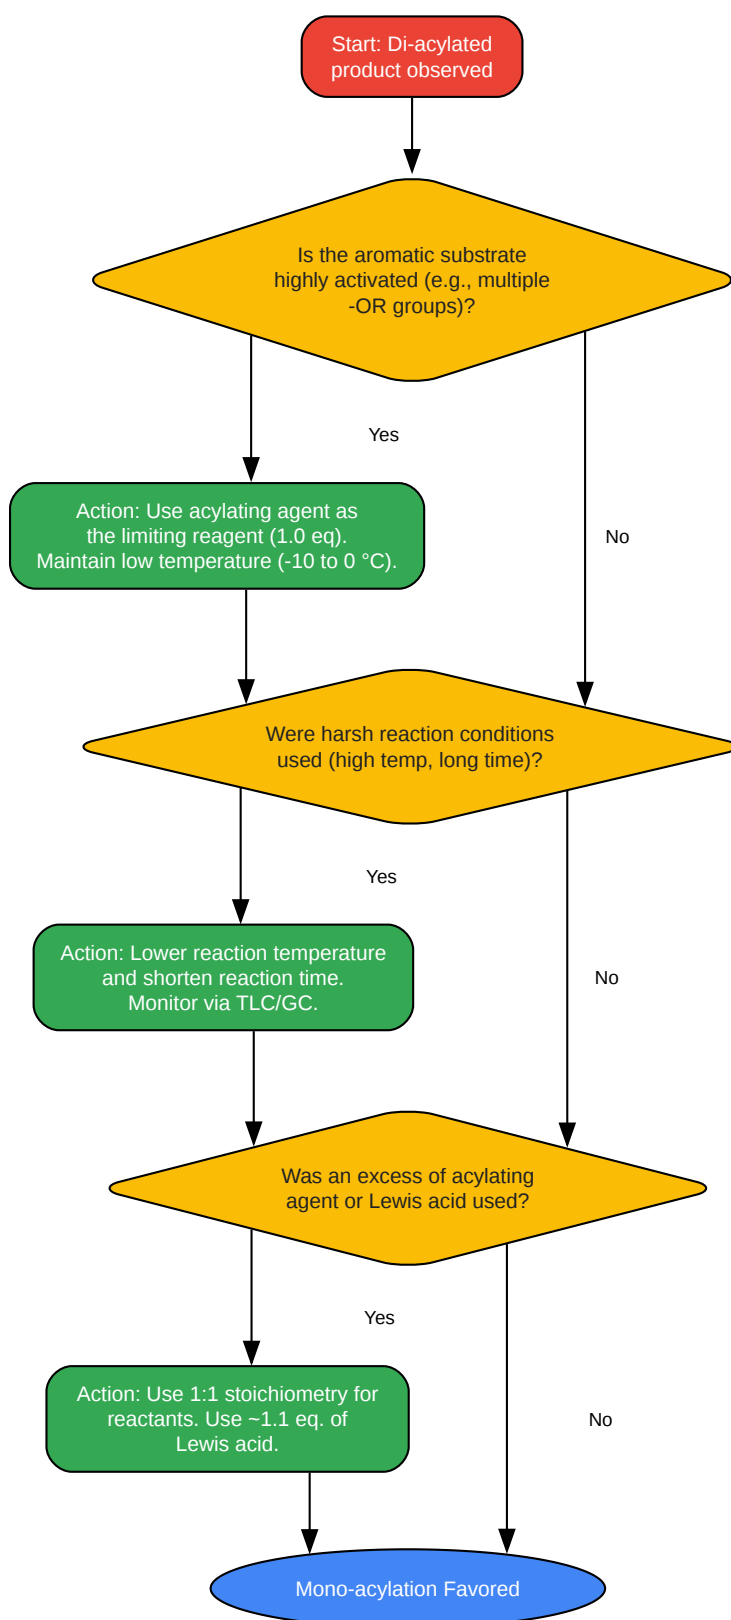 Start: Di-acylated
product observed
Is the aromatic substrate
highly activated (e.g., multiple
-OR groups)?
Yes
Action: Use acylating agent as
the limiting reagent (1.0 eq).
Maintain low temperature (-10 to 0 °C).
No
Were harsh reaction conditions
used (high temp, long time)?
Yes
Action: Lower reaction temperature
and shorten reaction time.
Monitor via TLC/GC.
No
Was an excess of acylating
agent or Lewis acid used?
Yes
Action: Use 1:1 stoichiometry for
reactants. Use ~1.1 eq. of
Lewis acid.
No
Mono-acylation Favored